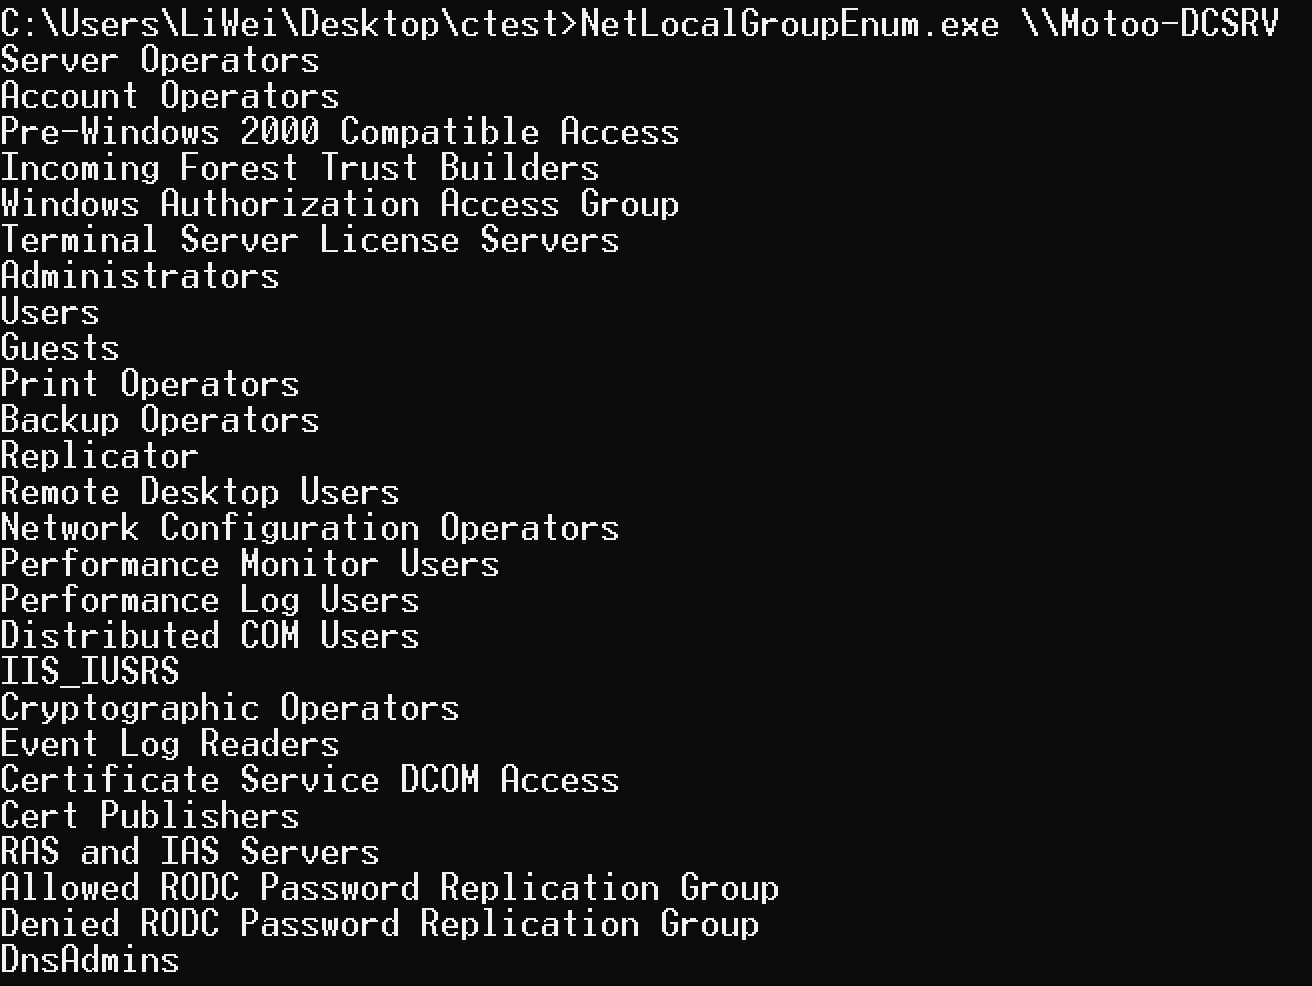 C:\Users\LiWei\Desktop\ctest>NetLocalGroupEnum.exe \\Motoo-DCSRV
Server Operators
Account Operators
Pre-Windows 2000 Compatible Access
Incoming Forest Trust Builders
Windows Authorization Access Group
Terminal Server License Servers
Administrators
Users
Guests
Print Operators
Backup Operators
Replicator
Remote Desktop Users
Network Configuration Operators
Performance Monitor Users
Performance Log Users
Distributed COM Users
IIS_IUSRS
Cryptographic Operators
Event Log Readers
Certificate Service DCOM Access
Cert Publishers
RAS and IAS Servers
Allowed RODC Password Replication Group
Denied RODC Password Replication Group
DnsAdmins